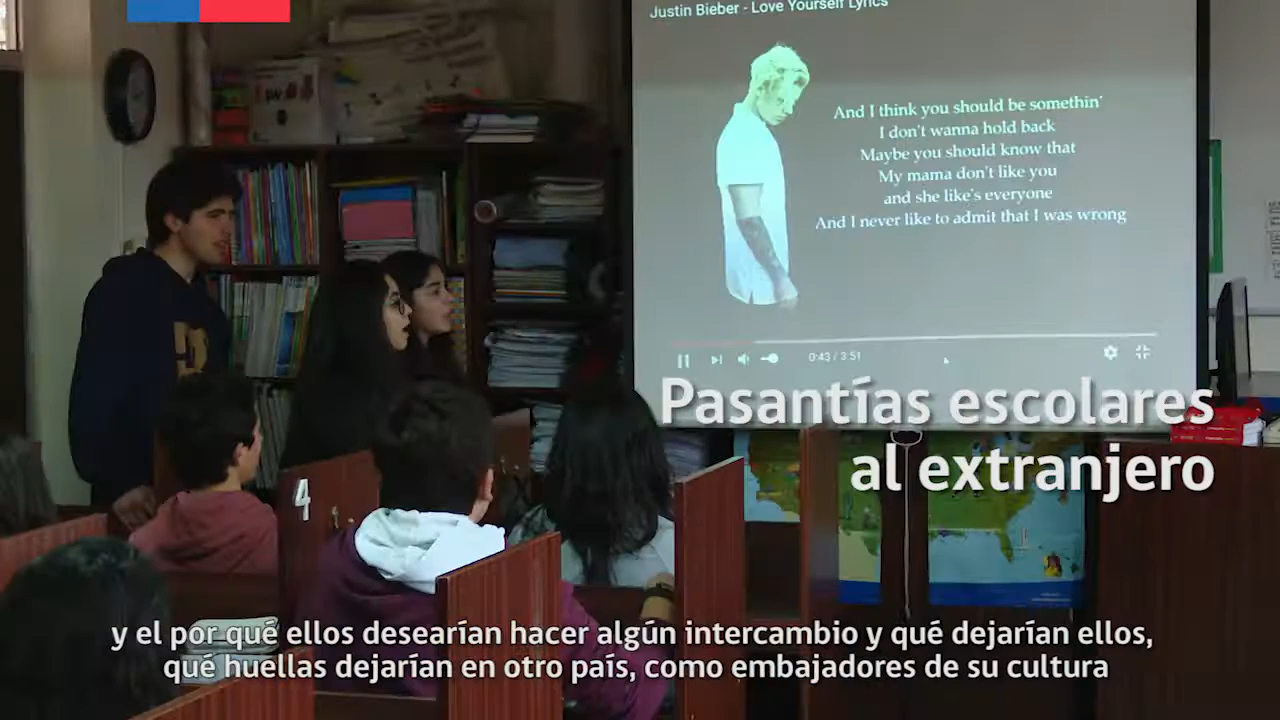 Justin Bieber - Love Yourself Lyrics
And I think you should be somethin'
I don't wanna hold back
Maybe you should know that
My mama don't like you
and she like's everyone
And I never like to admit that I was wrong
0:43 / 3:51
Pasantías escolares
al extranjero
4
y el por qué ellos desearían hacer algún intercambio y qué dejarían ellos,
qué huellas dejarían en otro país, como embajadores de su cultura